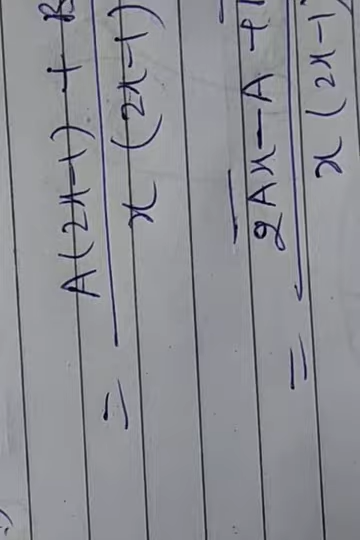 = A(2x-1) + B
x (2x-1)
= 2Ax-A +
x (2x-1)